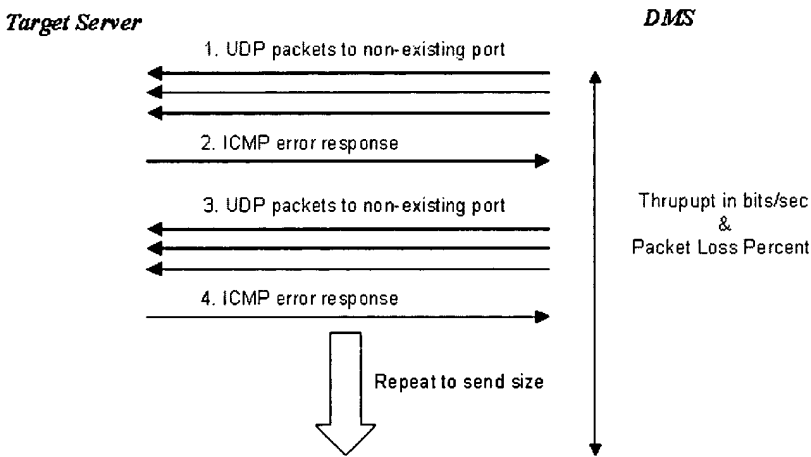 Target Server
DMS
1. UDP packets to non-existing port
2. ICMP error response
3. UDP packets to non-existing port
Thrupupt in bits/sec
&
Packet Loss Percent
4. ICMP error response
Repeat to send size